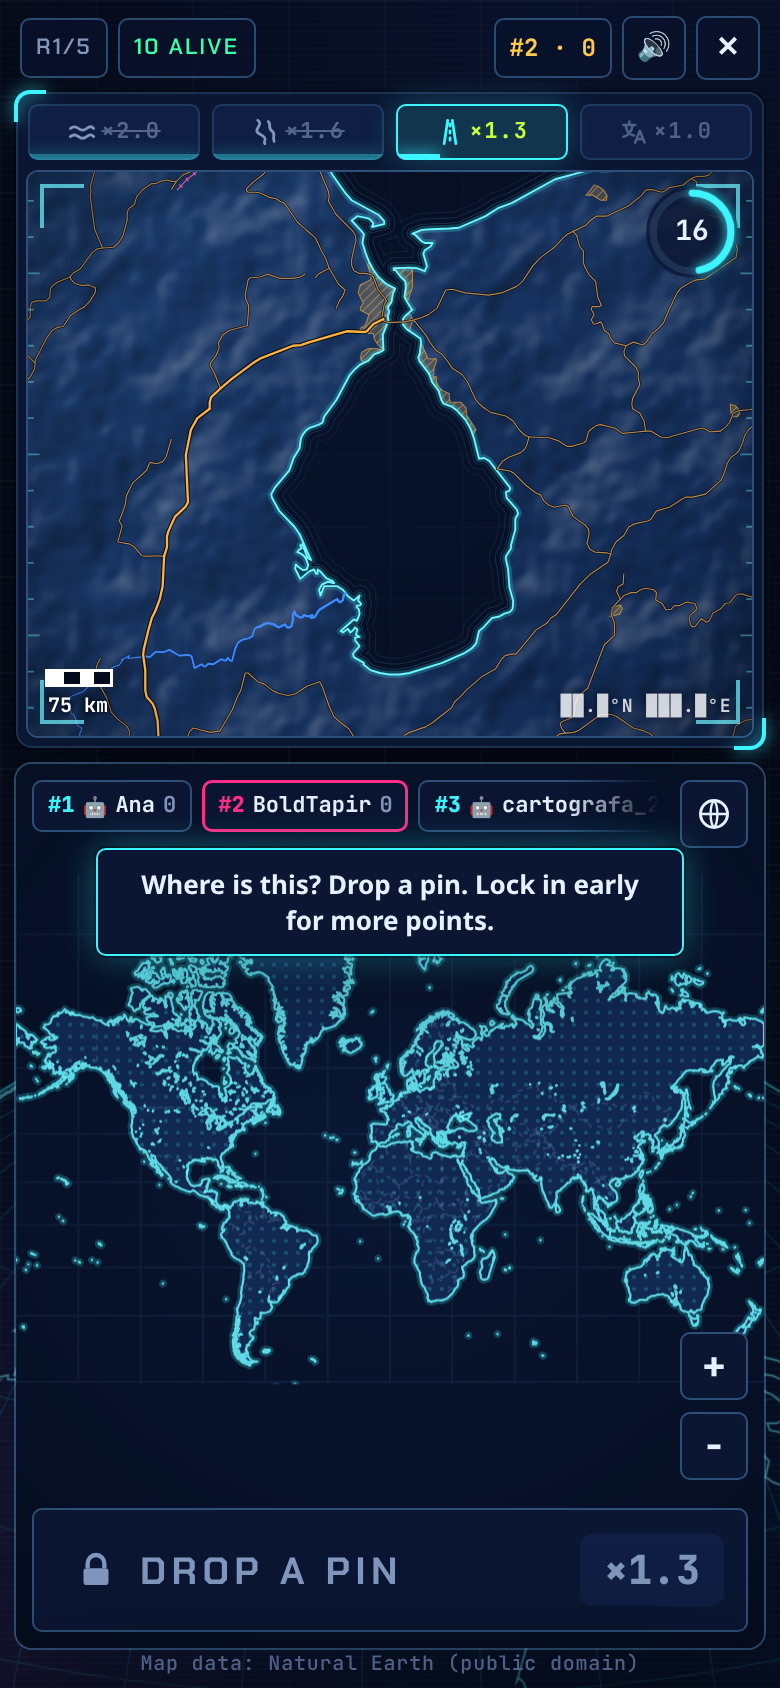 R1/5
10 ALIVE
#2 · 0
×2.0
×1.6
×1.3
×1.0
16
75 km
██.█°N ███.█°E
#1 🤖 Ana 0
#2 BoldTapir 0
#3 🤖 cartografa_2
Where is this? Drop a pin. Lock in early
for more points.
+
-
DROP A PIN
×1.3
Map data: Natural Earth (public domain)